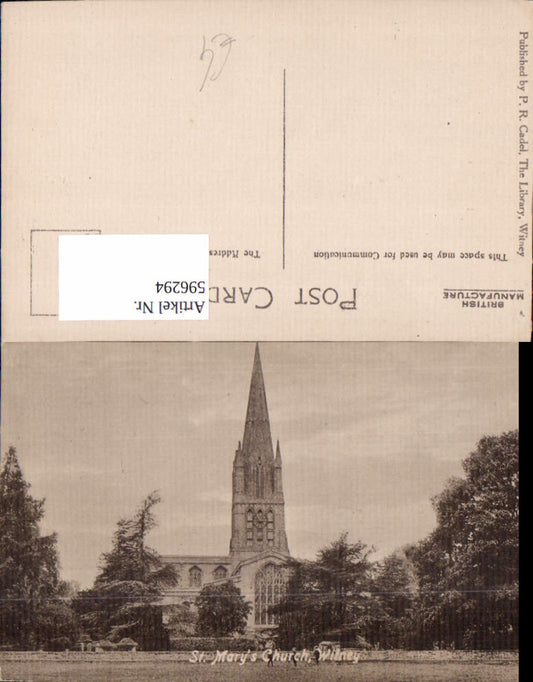 Published by P. R. Cadel, The Library, Witney
BRITISH
MANUFACTURE
POST CARD
This space may be used for Communication
The Addres
Artikel Nr.
596294
St. Mary's Church, Witney